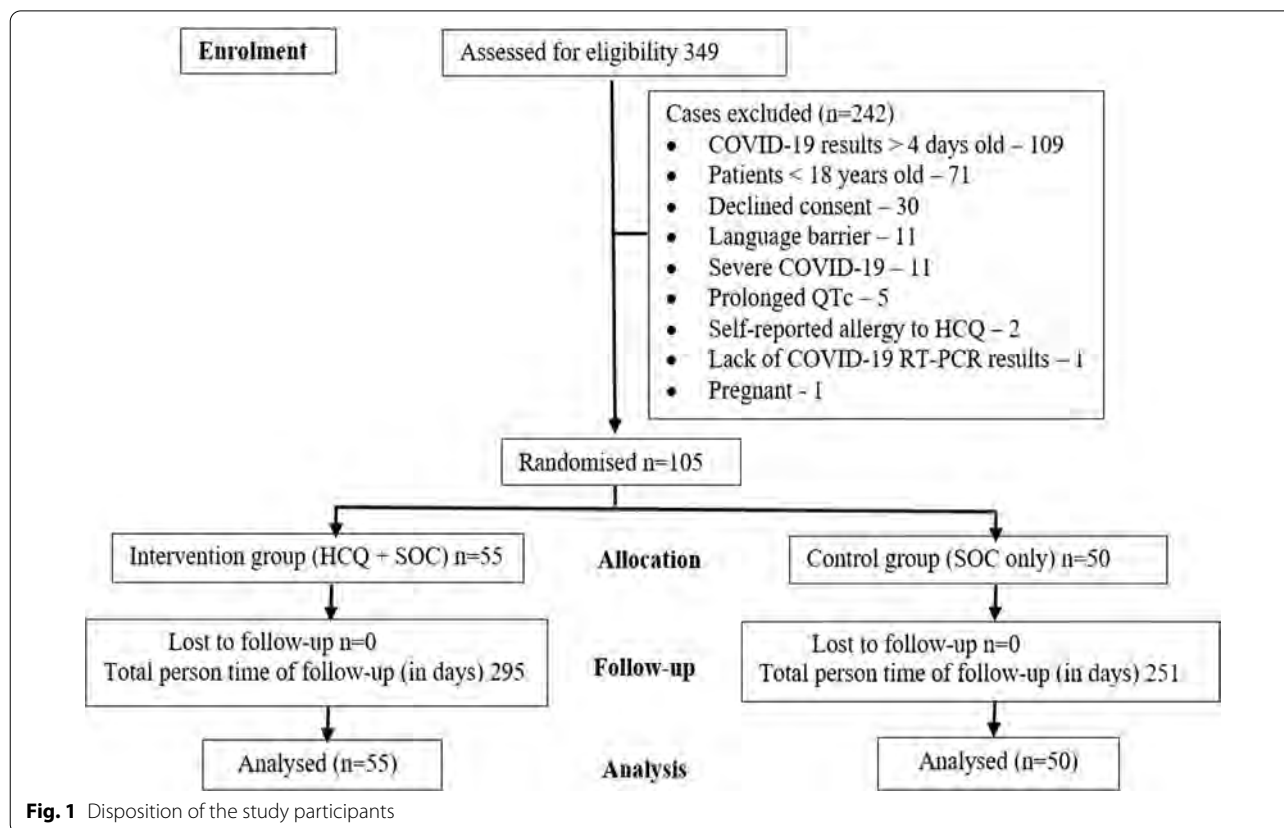 Enrolment
Assessed for eligibility 349
Cases excluded (n=242)
• COVID-19 results > 4 days old – 109
• Patients < 18 years old – 71
• Declined consent – 30
• Language barrier – 11
• Severe COVID-19 – 11
• Prolonged QTc – 5
• Self-reported allergy to HCQ – 2
• Lack of COVID-19 RT-PCR results – 1
• Pregnant - 1
Randomised n=105
Intervention group (HCQ + SOC) n=55
Allocation
Control group (SOC only) n=50
Lost to follow-up n=0
Total person time of follow-up (in days) 295
Follow-up
Lost to follow-up n=0
Total person time of follow-up (in days) 251
Analysed (n=55)
Analysis
Analysed (n=50)
Fig. 1 Disposition of the study participants